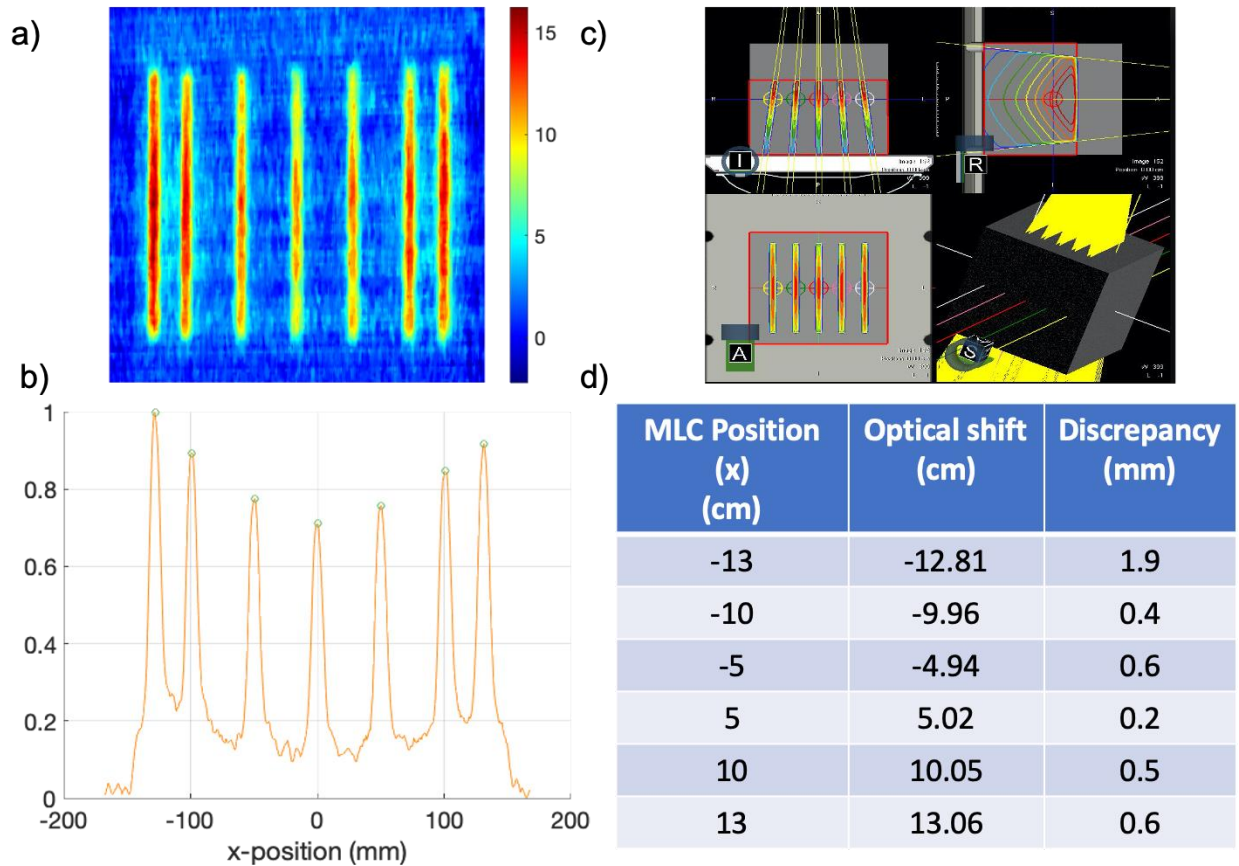 a)
15
10
5
0
b)
1
0.8
0.6
0.4
0.2
0
-200
-100
0
100
200
x-position (mm)
c)
I
R
A
S
Image 152
d)
MLC Position
(x)
(cm)
Optical shift
(cm)
Discrepancy
(mm)
-13 -12.81 1.9
-10 -9.96 0.4
-5 -4.94 0.6
5 5.02 0.2
10 10.05 0.5
13 13.06 0.6